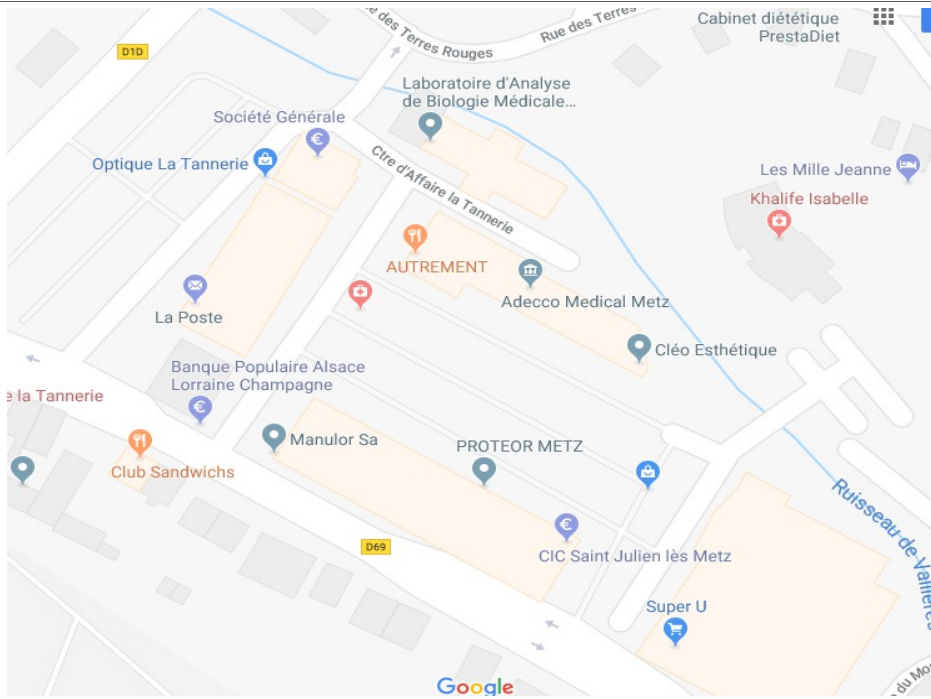 e des Terres Rouges
Rue des Terres
Cabinet diététique
PrestaDiet
D1D
Laboratoire d'Analyse
de Biologie Médicale...
Société Générale
Optique La Tannerie
Ctre d'Affaire la Tannerie
Les Mille Jeanne
Khalife Isabelle
AUTREMENT
Adecco Medical Metz
La Poste
Cléo Esthétique
Banque Populaire Alsace
Lorraine Champagne
e la Tannerie
Manulor Sa
PROTEOR METZ
Club Sandwichs
Ruisseau de Vallières
D69
CIC Saint Julien lès Metz
Super U
du Mo
Google